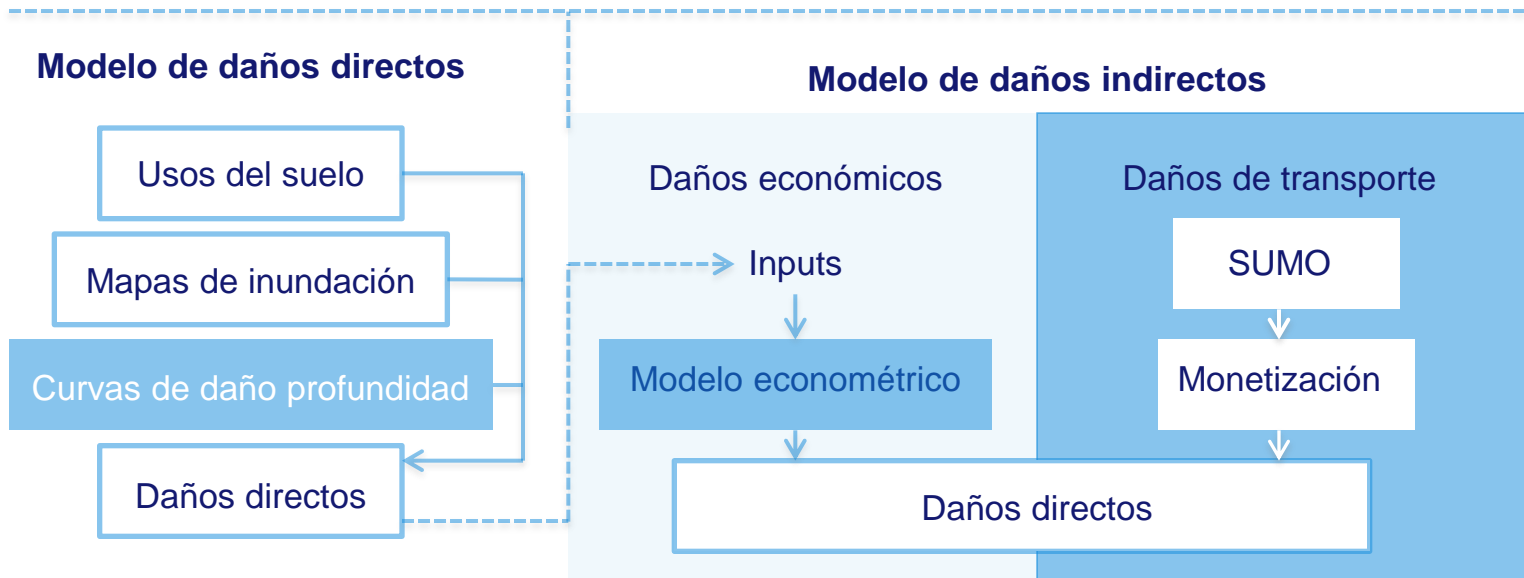 Modelo de daños directos
Usos del suelo
Mapas de inundación
Curvas de daño profundidad
Daños directos
Modelo de daños indirectos
Daños económicos
Inputs
Modelo econométrico
Daños de transporte
SUMO
Monetización
Daños directos